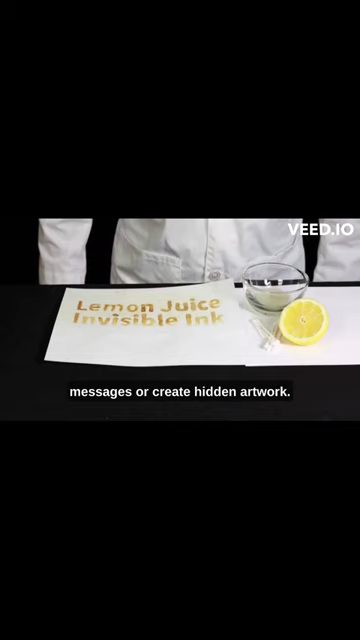 VEED.IO
Lemon Juice
Invisible Ink
messages or create hidden artwork.